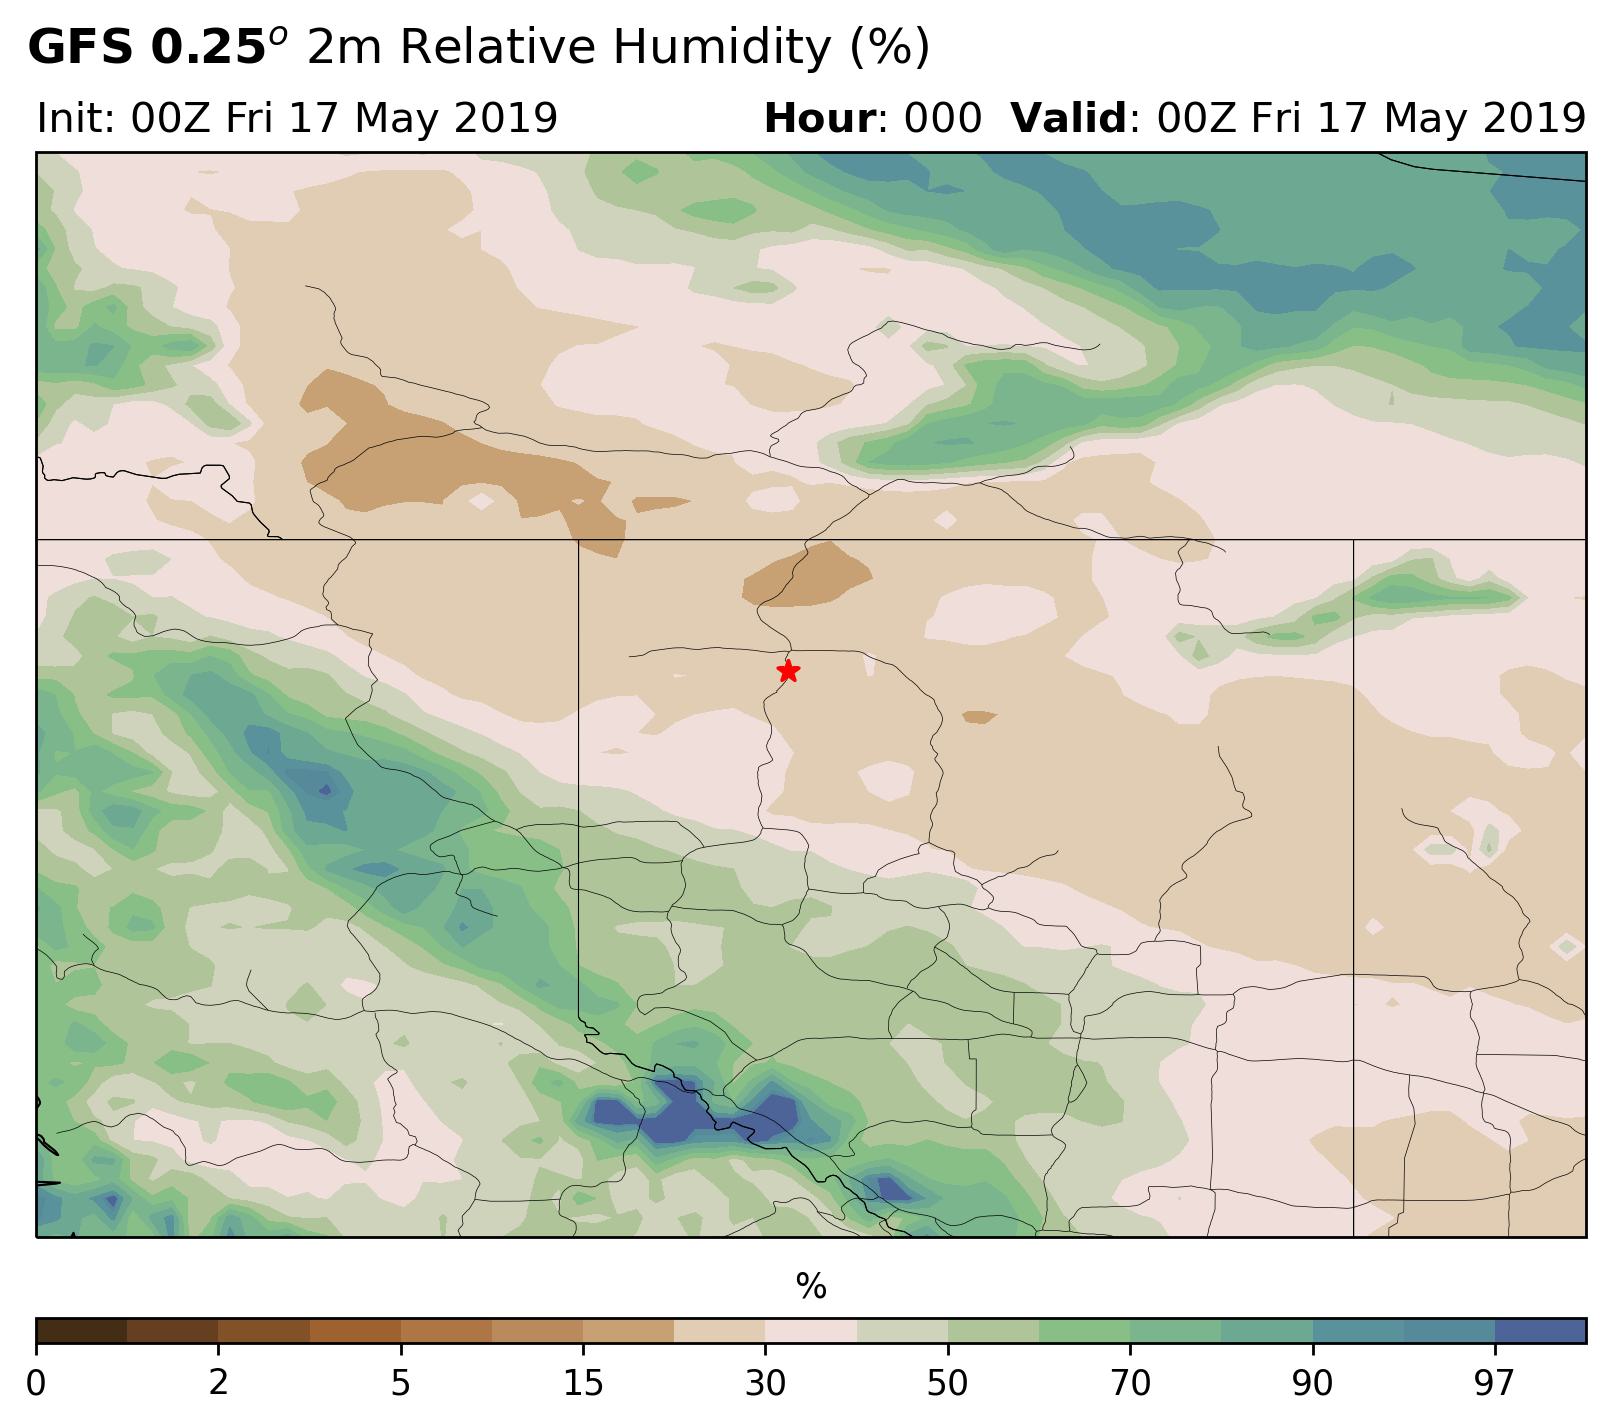 GFS 0.25° 2m Relative Humidity (%)
Init: 00Z Fri 17 May 2019 Hour: 000 Valid: 00Z Fri 17 May 2019
%
0 2 5 15 30 50 70 90 97